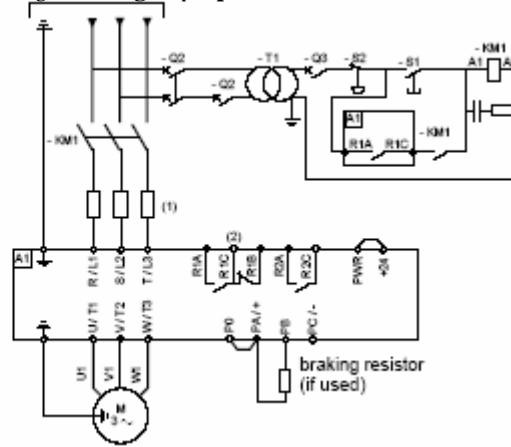 - Q2
- T1
- Q3
- S2
- S1
- KM1
A1
A
- Q2
A1
R1A
R1C
- KM1
- KM1
(1)
(2)
A1
R / L1
S / L2
T / L3
R1A
R1C
R1B
R2A
R2C
PWR
+24
U / T1
V / T2
W / T3
P0
PA / +
PB
PC / -
U1
V1
W1
M
3 ~
braking resistor
(if used)